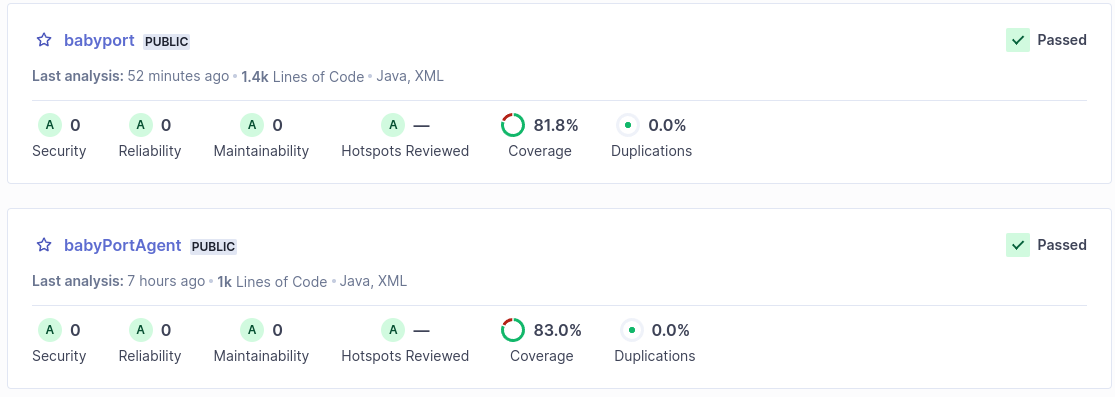 babyport PUBLIC Passed
Last analysis: 52 minutes ago • 1.4k Lines of Code • Java, XML
A 0 A 0 A 0 A — 81.8% 0.0%
Security Reliability Maintainability Hotspots Reviewed Coverage Duplications
babyPortAgent PUBLIC Passed
Last analysis: 7 hours ago • 1k Lines of Code • Java, XML
A 0 A 0 A 0 A — 83.0% 0.0%
Security Reliability Maintainability Hotspots Reviewed Coverage Duplications